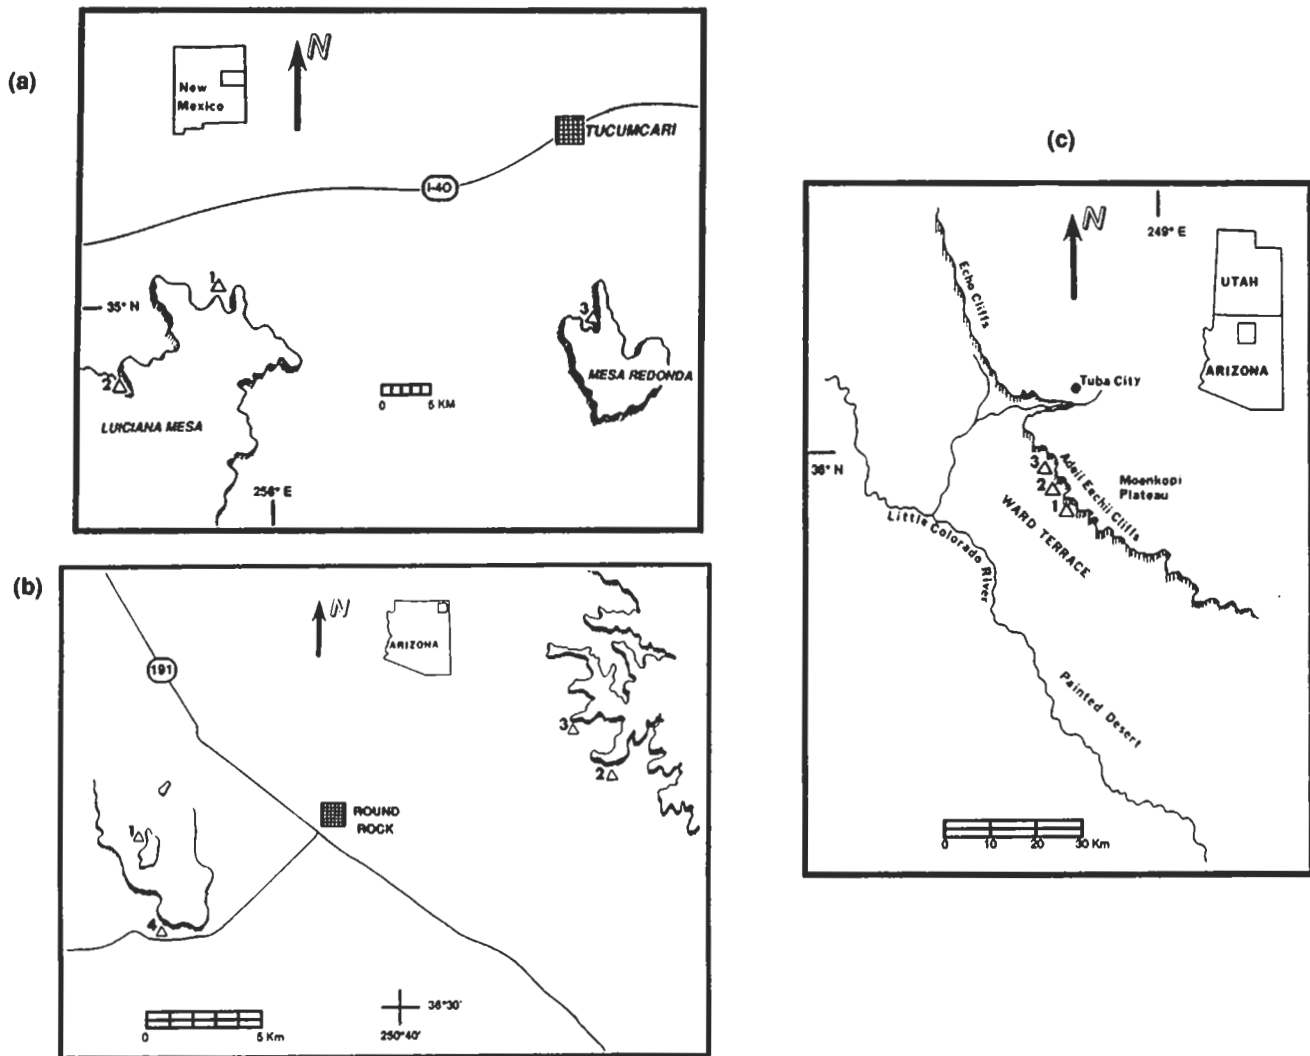 (a)
N
New
Mexico
TUCUMCARI
I-40
1
35° N
3
2
MESA REDONDA
0 5 KM
LUICIANA MESA
256° E
(b)
N
ARIZONA
191
3
2
ROUND
ROCK
1
4
36°30'
0 5 Km
250°40'
(c)
N
249° E
Echo Cliffs
UTAH
ARIZONA
Tuba City
36° N
3
2
1
Adeii Eechii Cliffs
Moenkopi
Plateau
WARD TERRACE
Little Colorado River
Painted Desert
0 10 20 30 Km